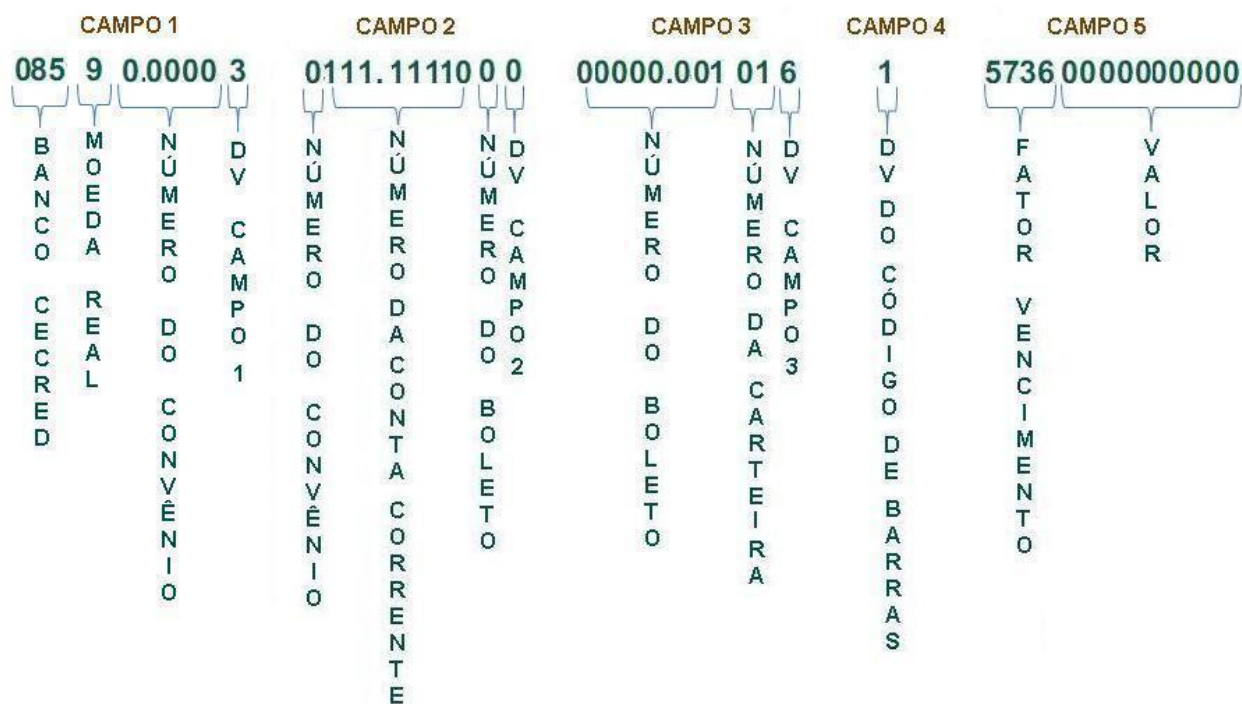 CAMPO 1 CAMPO 2 CAMPO 3 CAMPO 4 CAMPO 5
085 9 0.0000 3 0111.11110 0 0 00000.001 01 6 1 5736 0000000000
BANCO CECRED
MOEDA REAL
NÚMERO DO CONVÊNIO
DV CAMPO 1
NÚMERO DO CONVÊNIO
NÚMERO DA CONTA CORRENTE
NÚMERO DO BOLETO
DV CAMPO 2
NÚMERO DO BOLETO
NÚMERO DA CARTEIRA
DV CAMPO 3
DV DO CÓDIGO DE BARRAS
FATOR VENCIMENTO
VALOR